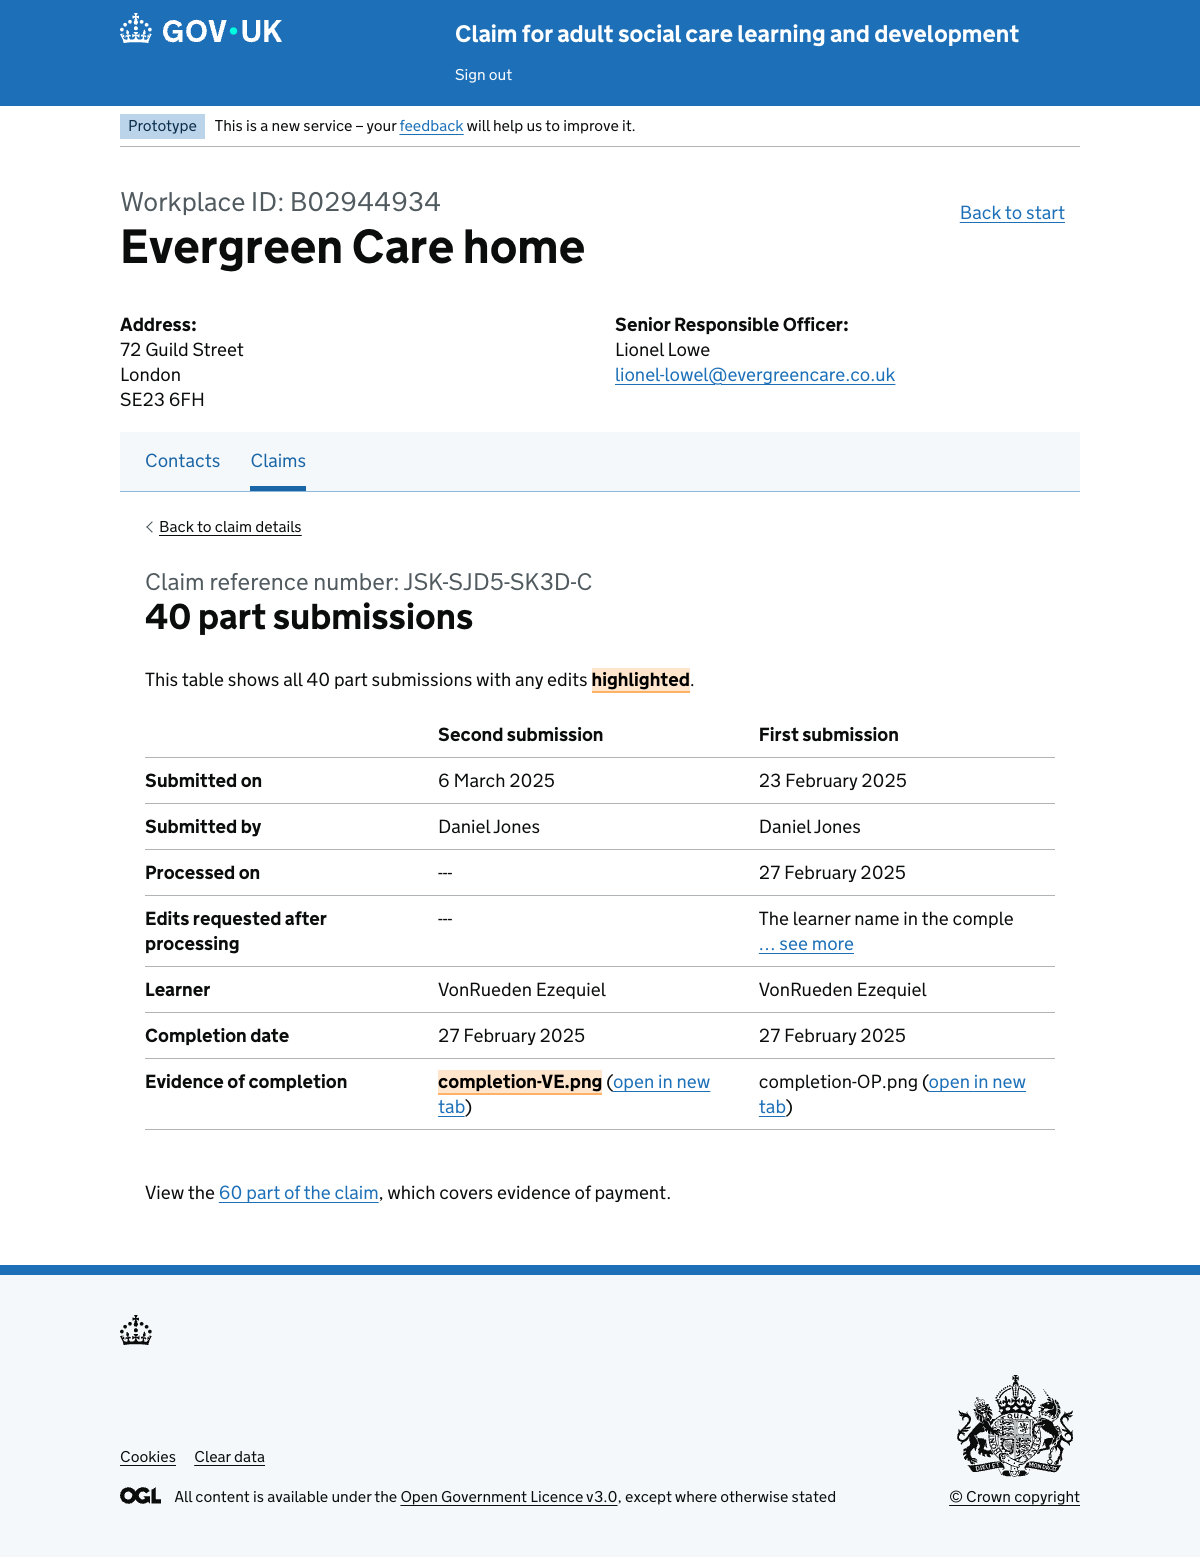 GOV·UK
Claim for adult social care learning and development
Sign out
Prototype This is a new service – your feedback will help us to improve it.
Workplace ID: B02944934
Back to start
Evergreen Care home
Address:
72 Guild Street
London
SE23 6FH
Senior Responsible Officer:
Lionel Lowe
lionel-lowel@evergreencare.co.uk
Contacts Claims
Back to claim details
Claim reference number: JSK-SJD5-SK3D-C
40 part submissions
This table shows all 40 part submissions with any edits highlighted.
Second submission First submission
Submitted on 6 March 2025 23 February 2025
Submitted by Daniel Jones Daniel Jones
Processed on --- 27 February 2025
Edits requested after processing --- The learner name in the comple
… see more
Learner VonRueden Ezequiel VonRueden Ezequiel
Completion date 27 February 2025 27 February 2025
Evidence of completion completion-VE.png (open in new tab) completion-OP.png (open in new tab)
View the 60 part of the claim, which covers evidence of payment.
Cookies Clear data
OGL All content is available under the Open Government Licence v3.0, except where otherwise stated
© Crown copyright